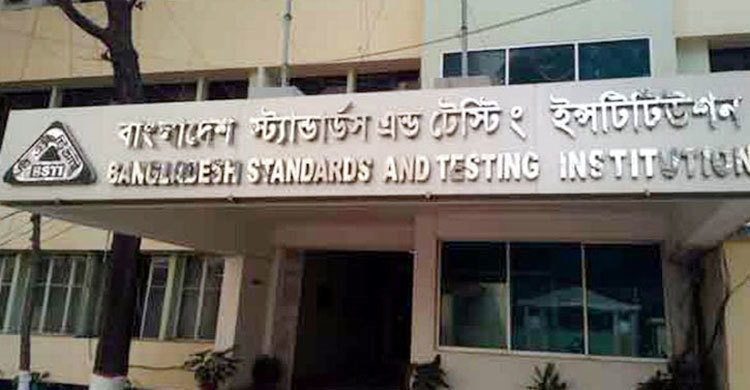 বাংলাদেশ স্ট্যান্ডার্ডস এন্ড টেস্টিং ইন্সটিটিউশন
BANGLADESH STANDARDS AND TESTING INSTITUTION
BSTI